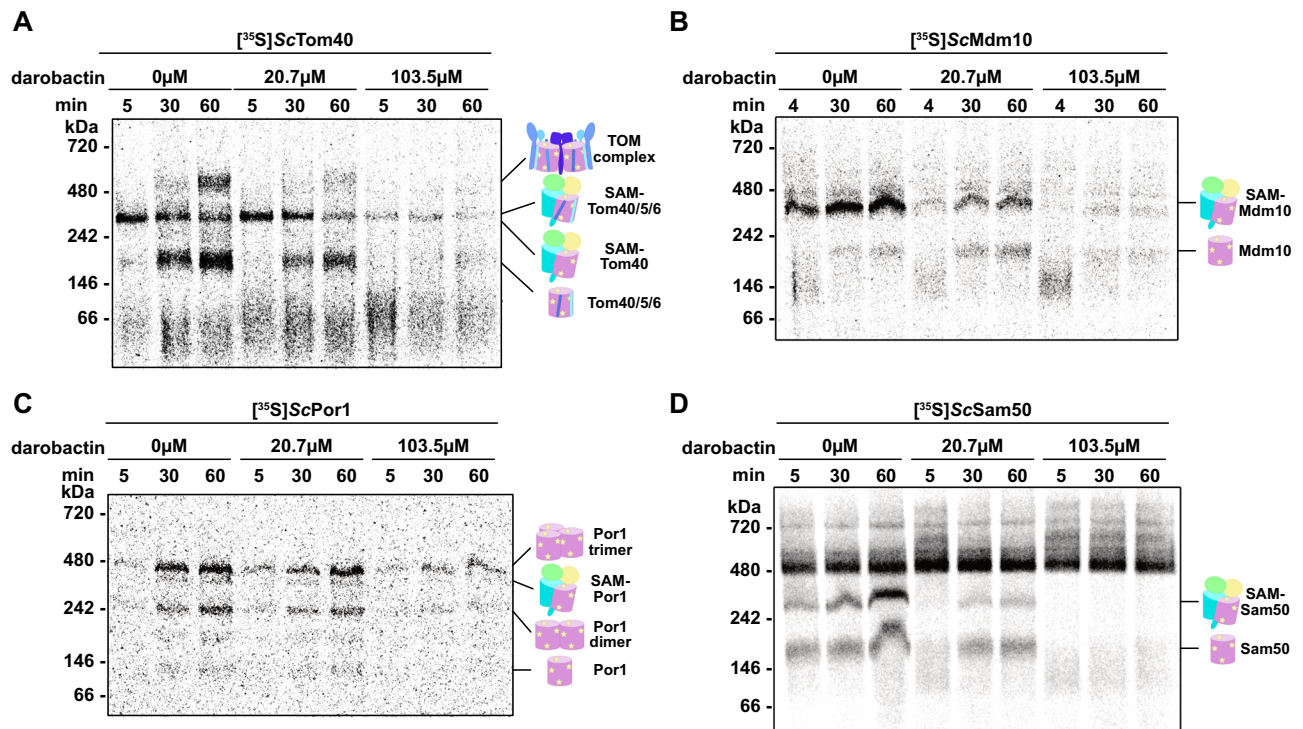 A
[³⁵S]ScTom40
darobactin 0µM 20.7µM 103.5µM
min 5 30 60 5 30 60 5 30 60
kDa
720 -
480 -
242 -
146 -
66 -
TOM
complex
SAM-
Tom40/5/6
SAM-
Tom40
Tom40/5/6
B
[³⁵S]ScMdm10
darobactin 0µM 20.7µM 103.5µM
min 4 30 60 4 30 60 4 30 60
kDa
720 -
480 -
242 -
146 -
66 -
SAM-
Mdm10
Mdm10
C
[³⁵S]ScPor1
darobactin 0µM 20.7µM 103.5µM
min 5 30 60 5 30 60 5 30 60
kDa
720 -
480 -
242 -
146 -
66 -
Por1
trimer
SAM-
Por1
Por1
dimer
Por1
D
[³⁵S]ScSam50
darobactin 0µM 20.7µM 103.5µM
min 5 30 60 5 30 60 5 30 60
kDa
720 -
480 -
242 -
146 -
66 -
SAM-
Sam50
Sam50